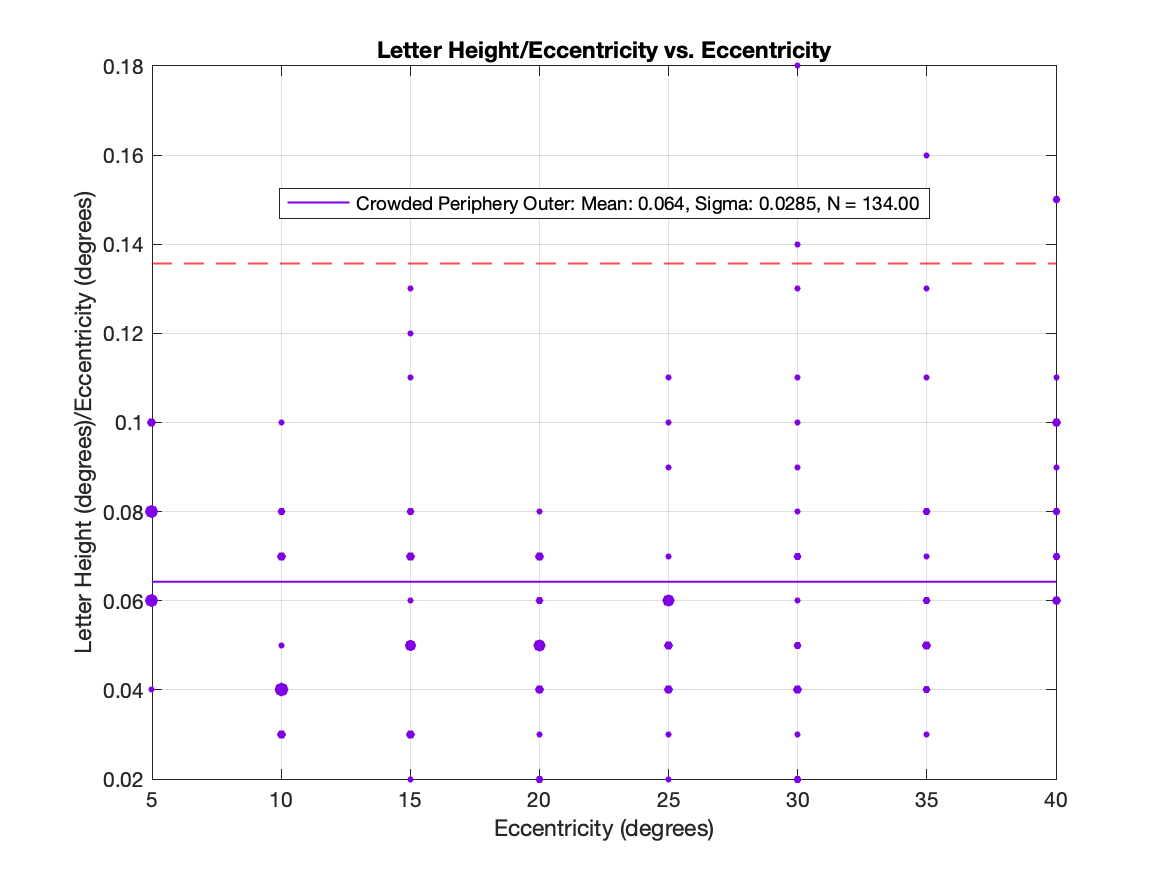 Letter Height/Eccentricity vs. Eccentricity
0.18
0.16
Crowded Periphery Outer: Mean: 0.064, Sigma: 0.0285, N = 134.00
0.14
0.12
0.1
0.08
0.06
0.04
0.02
Letter Height (degrees)/Eccentricity (degrees)
5 10 15 20 25 30 35 40
Eccentricity (degrees)